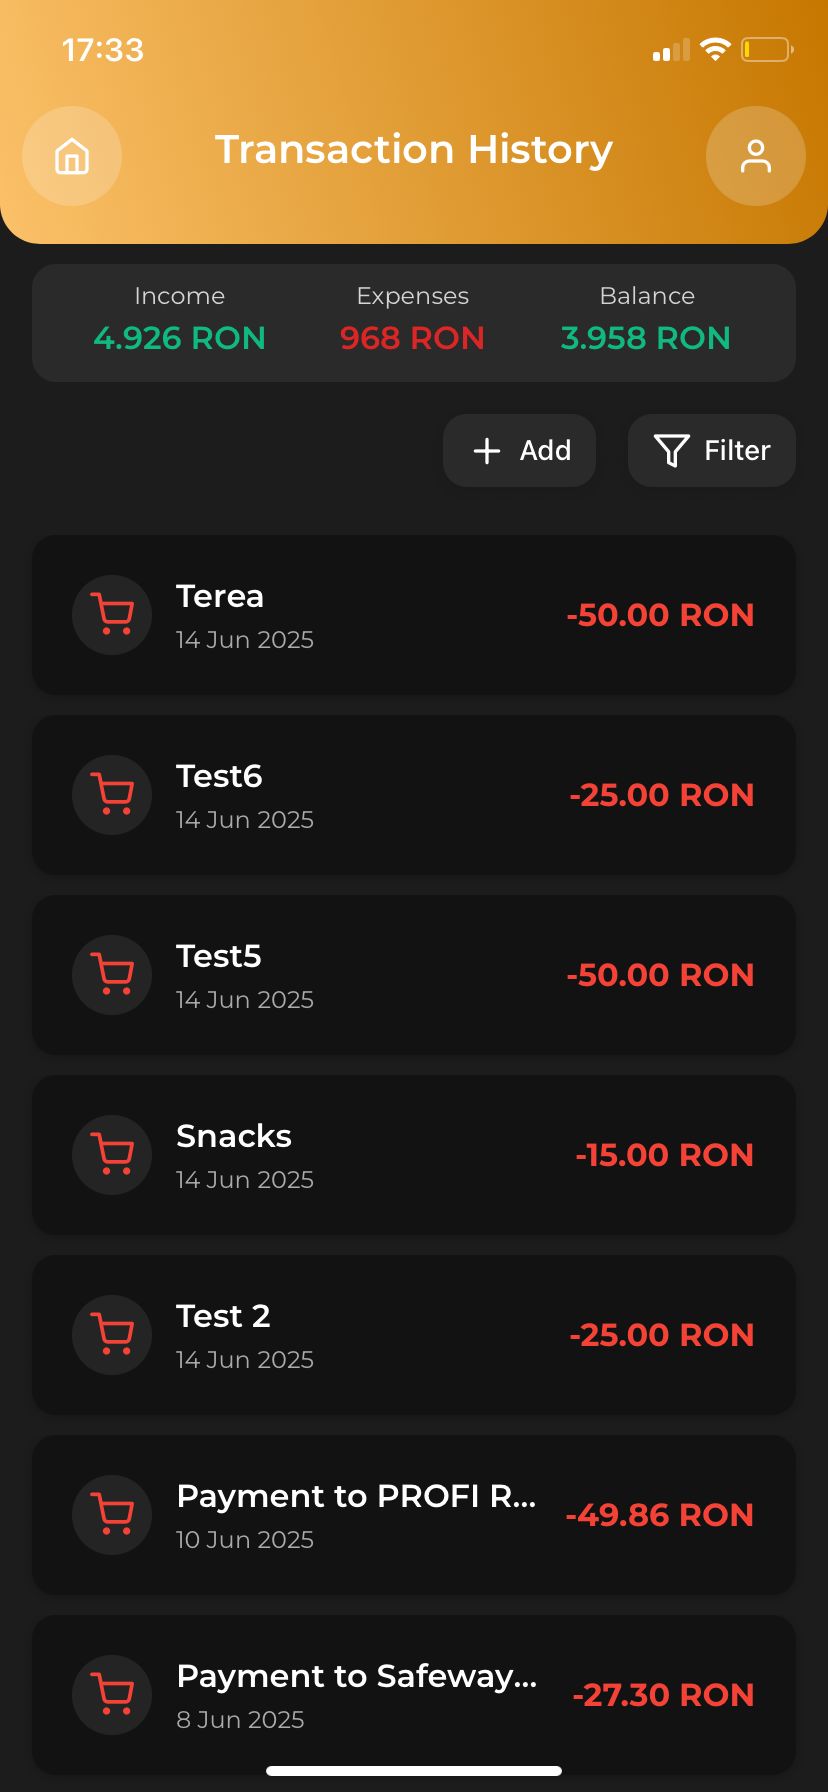 17:33
Transaction History
Income Expenses Balance
4.926 RON 968 RON 3.958 RON
Add Filter
Terea
14 Jun 2025
-50.00 RON
Test6
14 Jun 2025
-25.00 RON
Test5
14 Jun 2025
-50.00 RON
Snacks
14 Jun 2025
-15.00 RON
Test 2
14 Jun 2025
-25.00 RON
Payment to PROFI R...
10 Jun 2025
-49.86 RON
Payment to Safeway...
8 Jun 2025
-27.30 RON